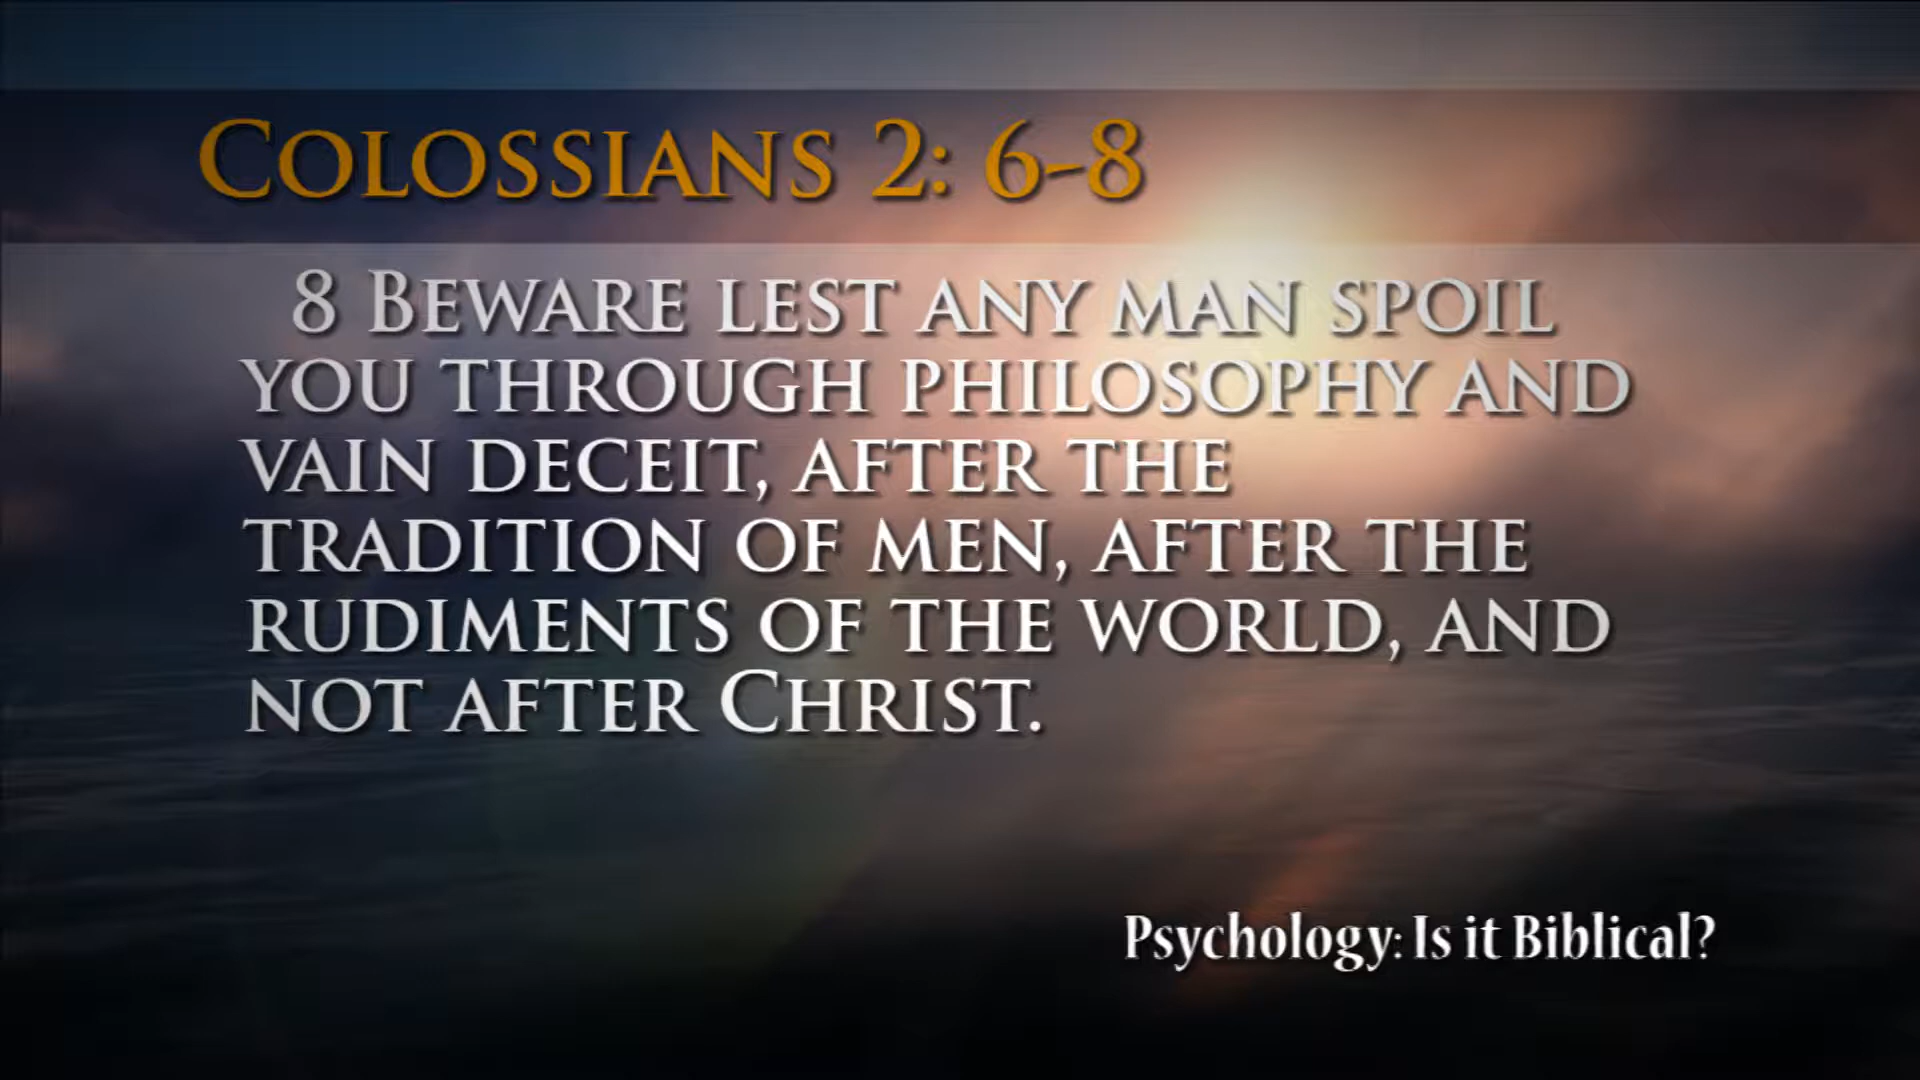 Colossians 2: 6-8
8 Beware lest any man spoil
you through philosophy and
vain deceit, after the
tradition of men, after the
rudiments of the world, and
not after Christ.
Psychology: Is it Biblical?